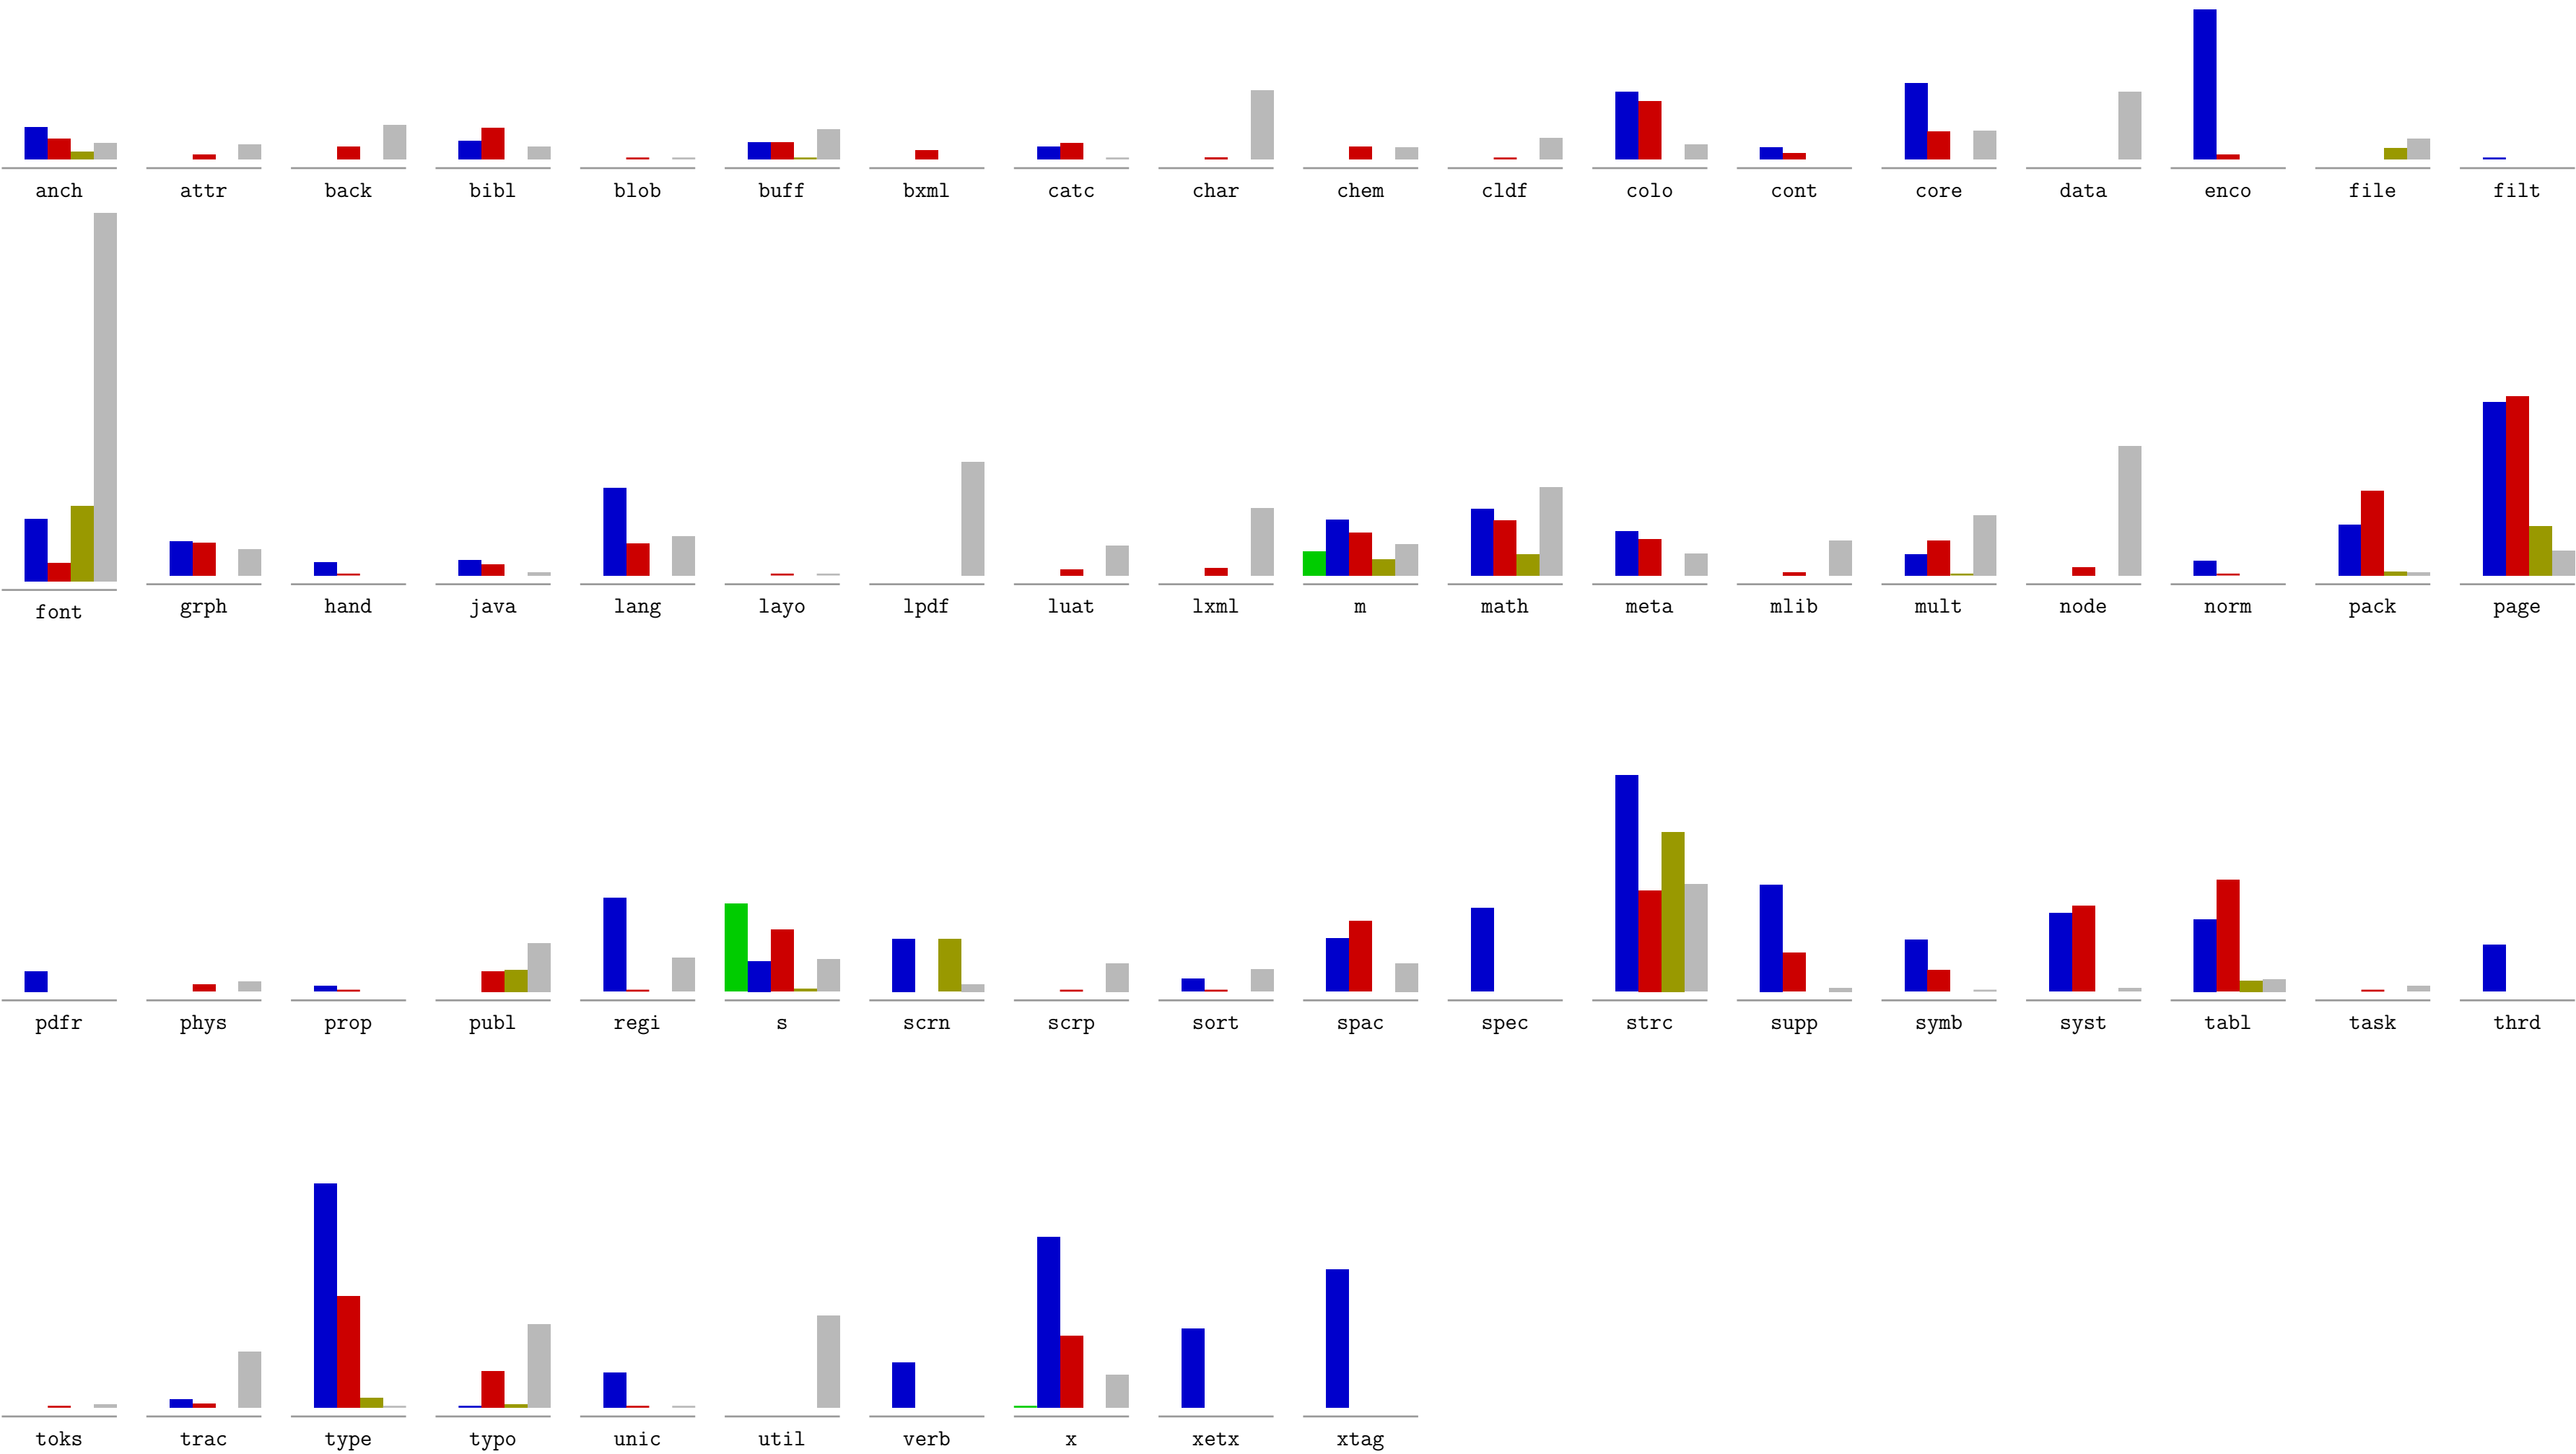 anch attr back bibl blob buff bxml catc char chem cldf colo cont core data enco file filt
font grph hand java lang layo lpdf luat lxml m math meta mlib mult node norm pack page
pdfr phys prop publ regi s scrn scrp sort spac spec strc supp symb syst tabl task thrd
toks trac type typo unic util verb x xetx xtag